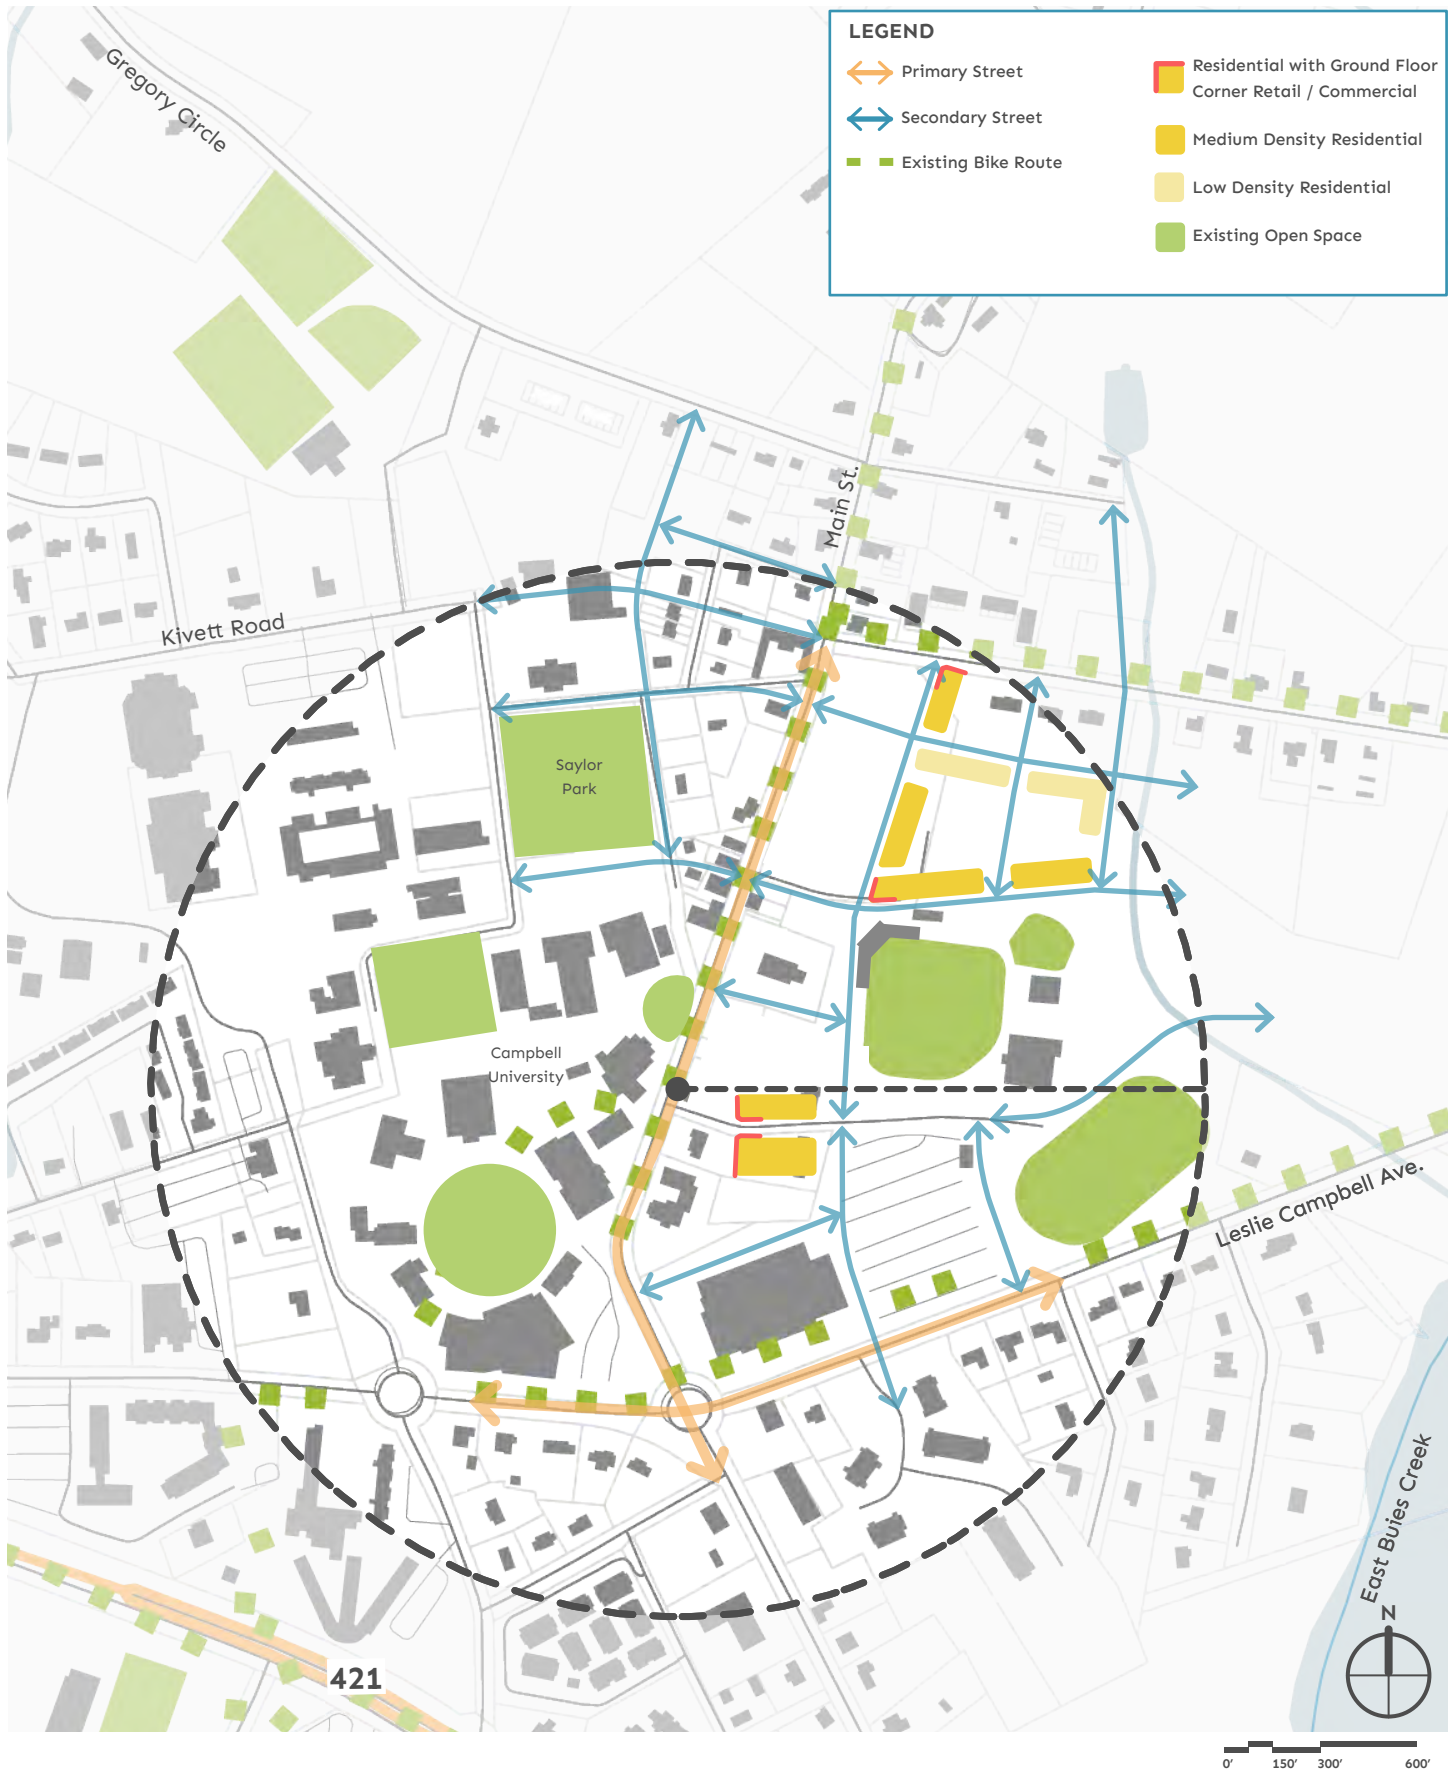 LEGEND
Primary Street
Secondary Street
Existing Bike Route
Residential with Ground Floor
Corner Retail / Commercial
Medium Density Residential
Low Density Residential
Existing Open Space
Gregory Circle
Main St.
Kivett Road
Saylor
Park
Campbell
University
Leslie Campbell Ave.
East Buies Creek
421
N
0' 150' 300' 600'